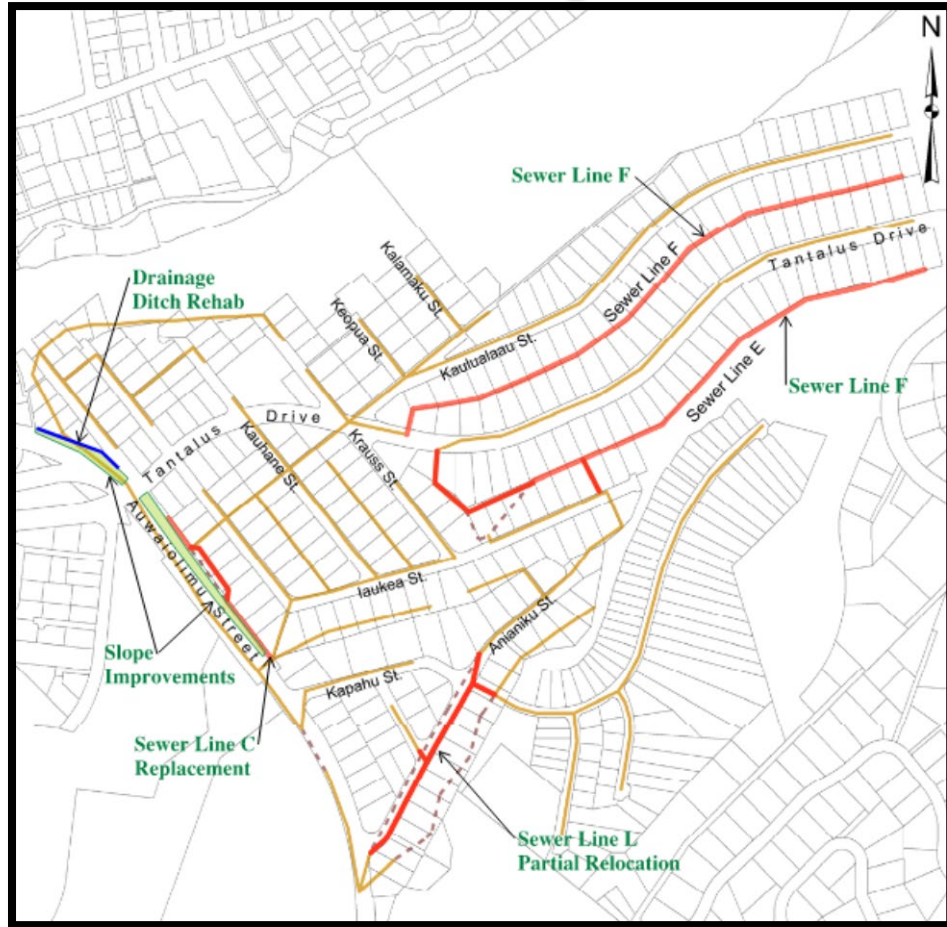 N
Sewer Line F
Tantalus Drive
Kalamaku St.
Sewer Line F
Drainage
Ditch Rehab
Keopua St.
Kaulualaau St.
Sewer Line E
Sewer Line F
Tantalus Drive
Kauhane St.
Krauss St.
Auwaiolimu Street
Iaukea St.
Anianiku St.
Slope
Improvements
Kapahu St.
Sewer Line C
Replacement
Sewer Line L
Partial Relocation